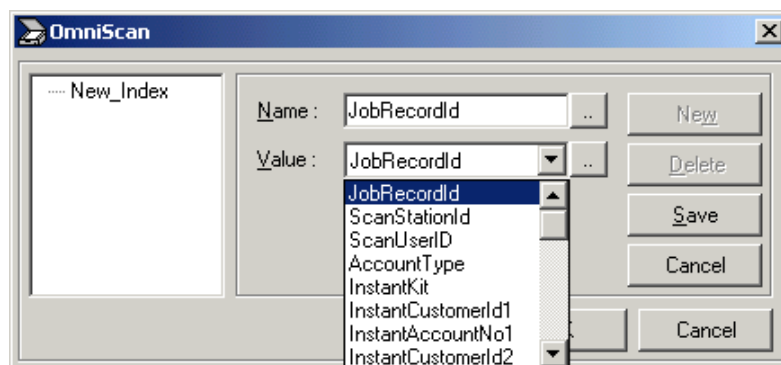 OmniScan
New_Index
Name : JobRecordId ..
New
Value : JobRecordId ..
Delete
JobRecordId
ScanStationId
ScanUserID
AccountType
InstantKit
InstantCustomerId1
InstantAccountNo1
InstantCustomerId2
Save
Cancel
Cancel